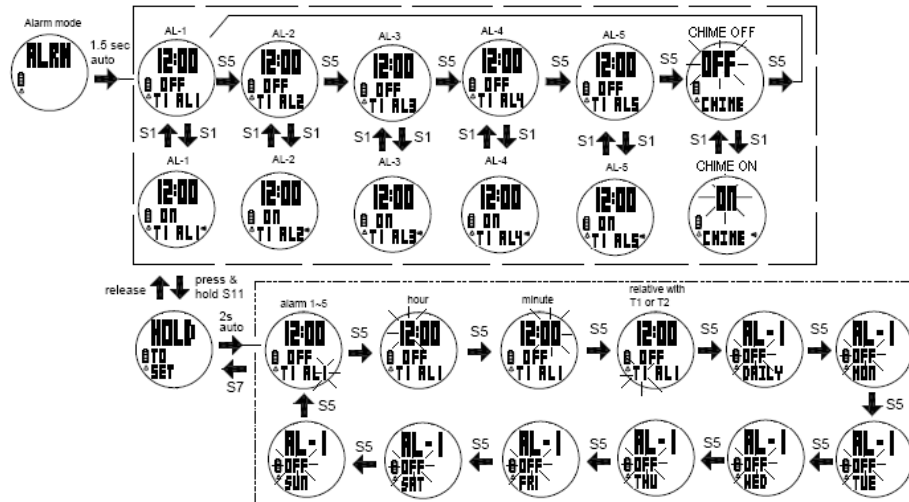 Alarm mode
ALRM
1.5 sec
auto
AL-1
12:00
OFF
T1 AL1
S5
AL-2
12:00
OFF
T1 AL2
S5
AL-3
12:00
OFF
T1 AL3
S5
AL-4
12:00
OFF
T1 AL4
S5
AL-5
12:00
OFF
T1 AL5
S5
CHIME OFF
OFF
CHIME
S5
S1 S1
S1 S1
S1 S1
S1 S1
S1 S1
S1 S1
AL-1
12:00
ON
T1 AL1
AL-2
12:00
ON
T1 AL2
AL-3
12:00
ON
T1 AL3
AL-4
12:00
ON
T1 AL4
AL-5
12:00
ON
T1 AL5
CHIME ON
ON
CHIME
release
press &
hold S11
HOLD
TO
SET
2s
auto
S7
alarm 1~5
12:00
OFF
T1 AL1
S5
hour
12:00
OFF
T1 AL1
S5
minute
12:00
OFF
T1 AL1
S5
relative with
T1 or T2
12:00
OFF
T1 AL1
S5
AL-1
OFF
DAILY
S5
AL-1
OFF
MON
S5
AL-1
OFF
TUE
S5
AL-1
OFF
WED
S5
AL-1
OFF
THU
S5
AL-1
OFF
FRI
S5
AL-1
OFF
SAT
S5
AL-1
OFF
SUN
S5